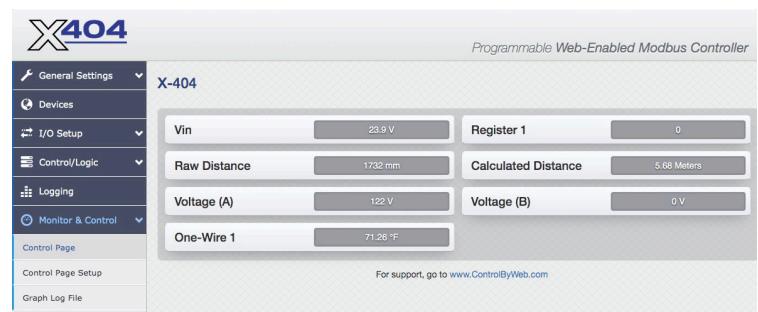 X404
Programmable Web-Enabled Modbus Controller
General Settings
Devices
I/O Setup
Control/Logic
Logging
Monitor & Control
Control Page
Control Page Setup
Graph Log File
X-404
Vin 23.9 V Register 1 0
Raw Distance 1732 mm Calculated Distance 5.68 Meters
Voltage (A) 122 V Voltage (B) 0 V
One-Wire 1 71.26 °F
For support, go to www.ControlByWeb.com